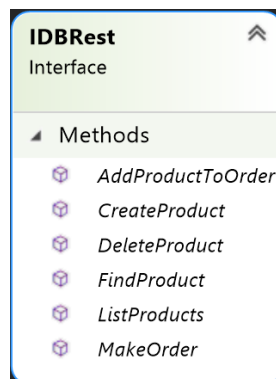 IDBRest
Interface
Methods
AddProductToOrder
CreateProduct
DeleteProduct
FindProduct
ListProducts
MakeOrder